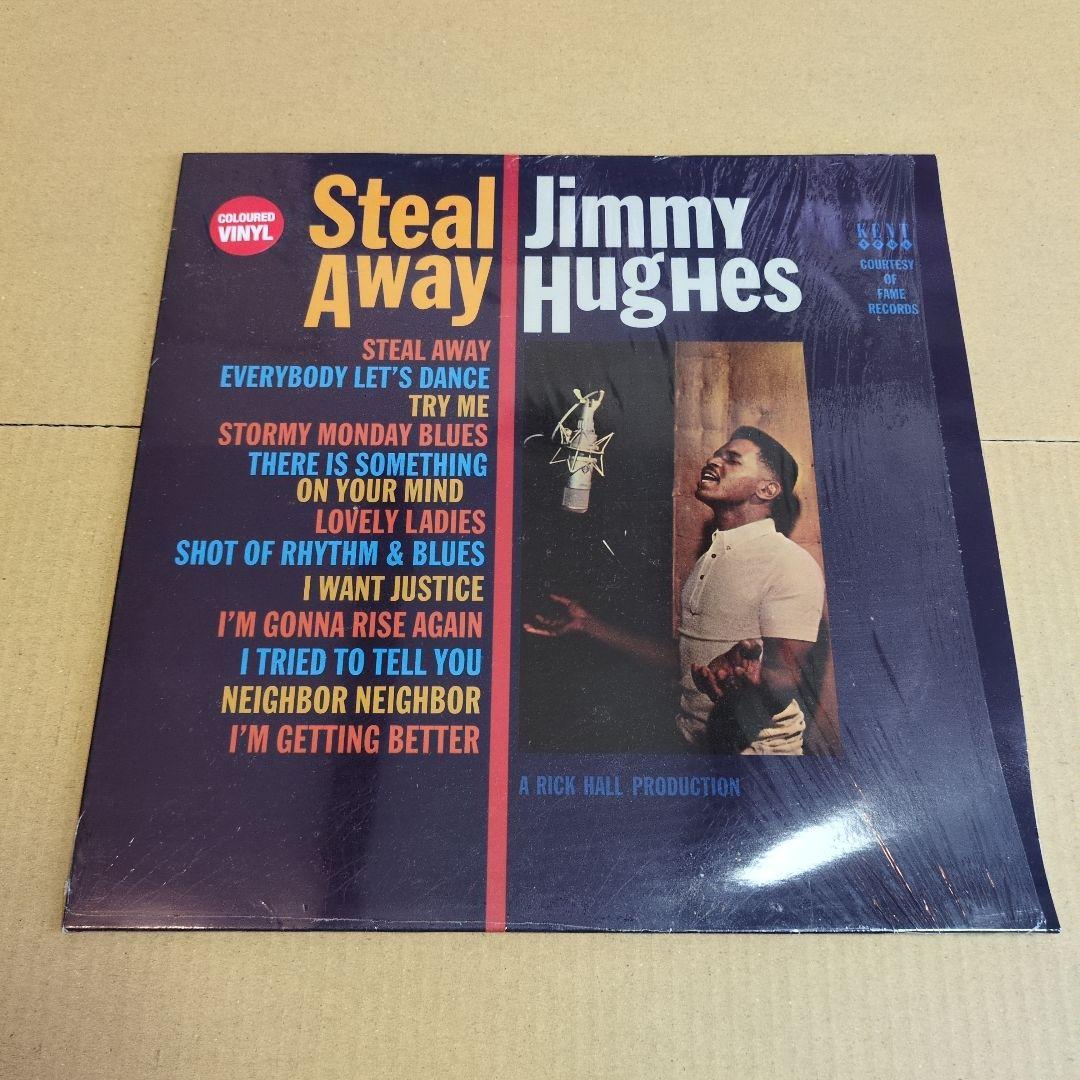 COLOURED
VINYL
Steal
Away
Jimmy
Hughes
KENT
SOUL
COURTESY
OF
FAME
RECORDS
STEAL AWAY
EVERYBODY LET'S DANCE
TRY ME
STORMY MONDAY BLUES
THERE IS SOMETHING
ON YOUR MIND
LOVELY LADIES
SHOT OF RHYTHM & BLUES
I WANT JUSTICE
I'M GONNA RISE AGAIN
I TRIED TO TELL YOU
NEIGHBOR NEIGHBOR
I'M GETTING BETTER
A RICK HALL PRODUCTION